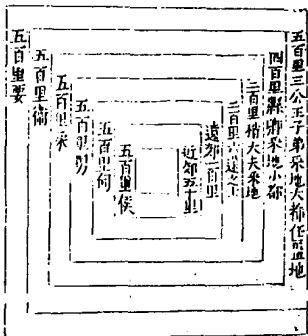 五百里三公王子弟采地大都任畺地
四百里縣卿采地小都
三百里稍大夫采地
二百里六遂之
遠郊一百里
近郊五十里
五百里侯
五百里甸
五百里男
五百里采
五百里衛
五百里要